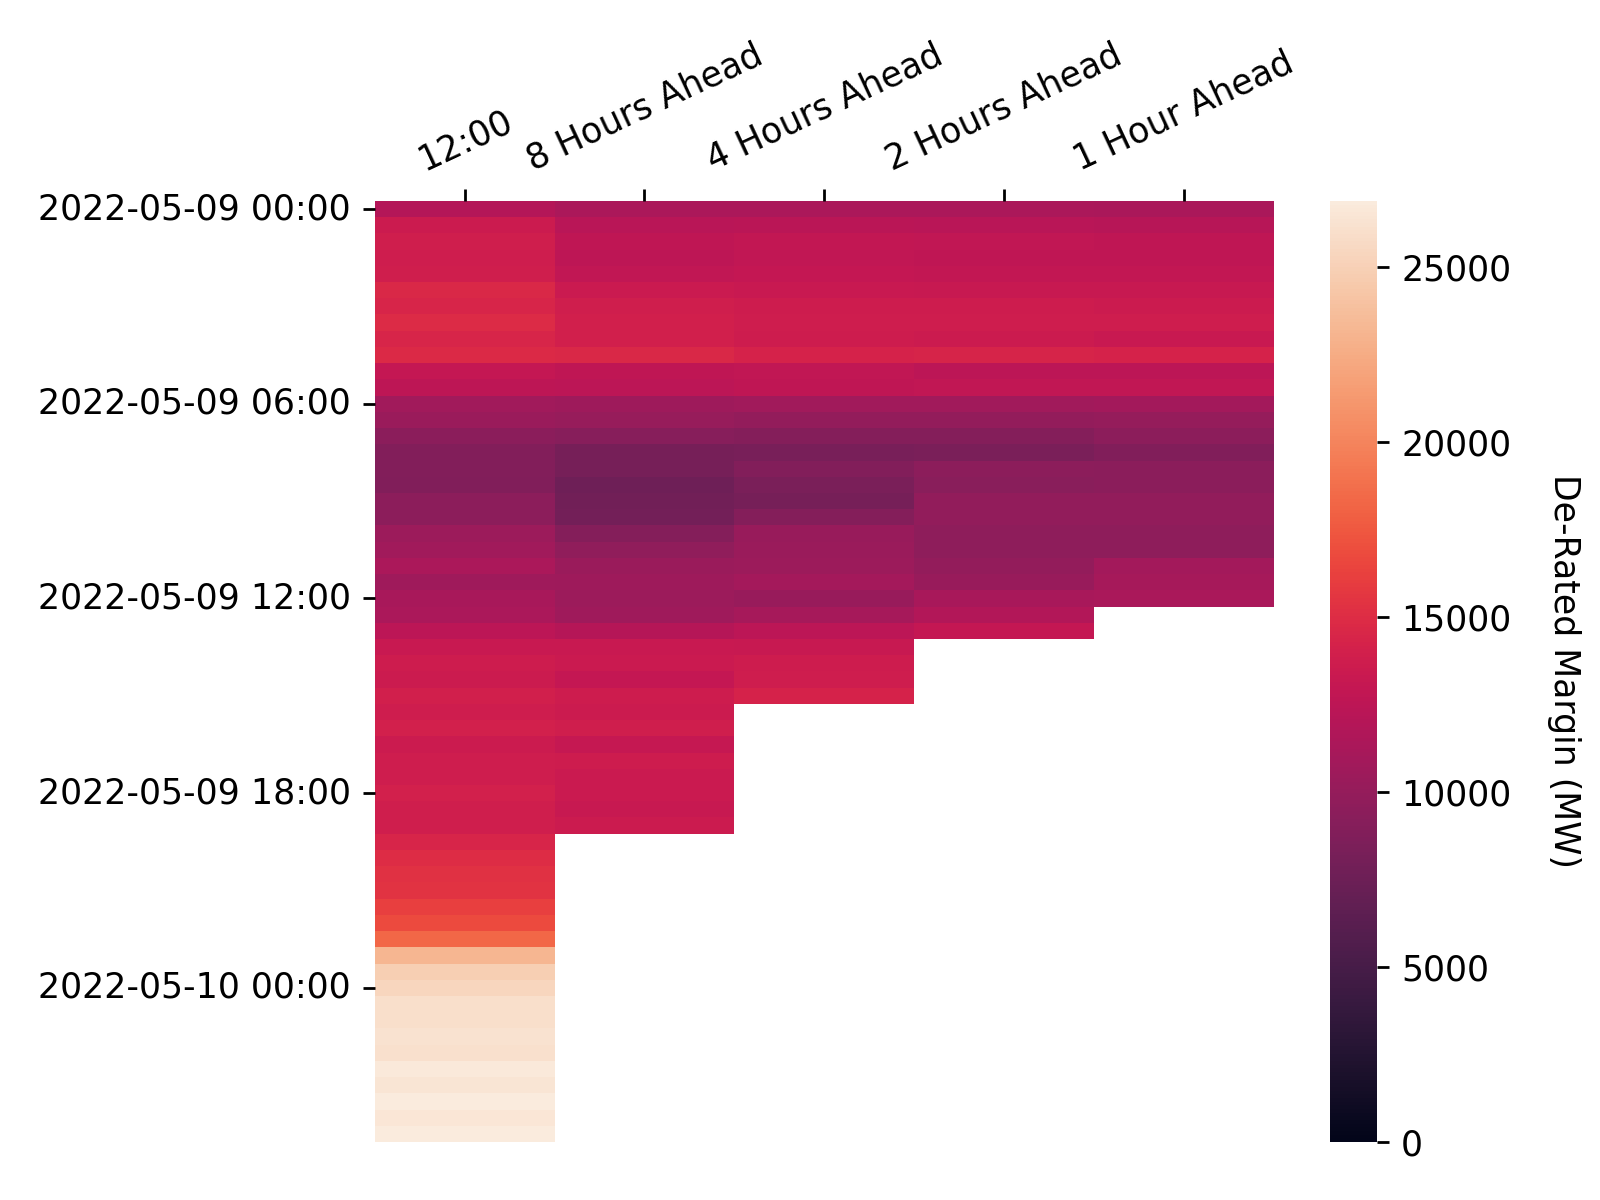 12:00
8 Hours Ahead
4 Hours Ahead
2 Hours Ahead
1 Hour Ahead
2022-05-09 00:00
2022-05-09 06:00
2022-05-09 12:00
2022-05-09 18:00
2022-05-10 00:00
25000
20000
15000
10000
5000
0
De-Rated Margin (MW)